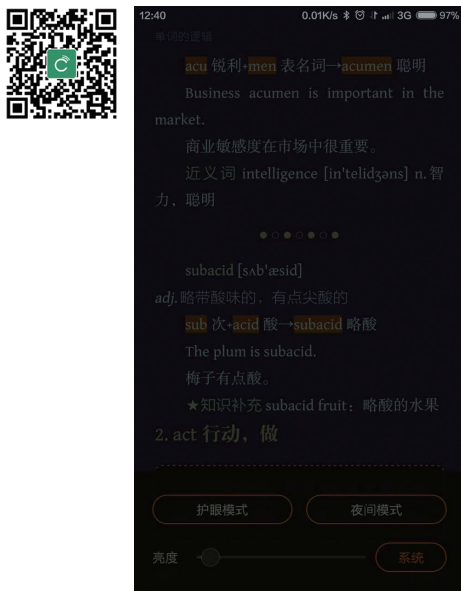 12:40 0.01K/s 3G 97%
单词的逻辑
acu 锐利+men 表名词→acumen 聪明
Business acumen is important in the
market.
商业敏感度在市场中很重要。
近义词 intelligence [in'telidʒəns] n. 智
力，聪明
subacid [sʌb'æsid]
adj. 略带酸味的，有点尖酸的
sub 次+acid 酸→subacid 略酸
The plum is subacid.
梅子有点酸。
★知识补充 subacid fruit：略酸的水果
2. act 行动，做
护眼模式 夜间模式
亮度 系统